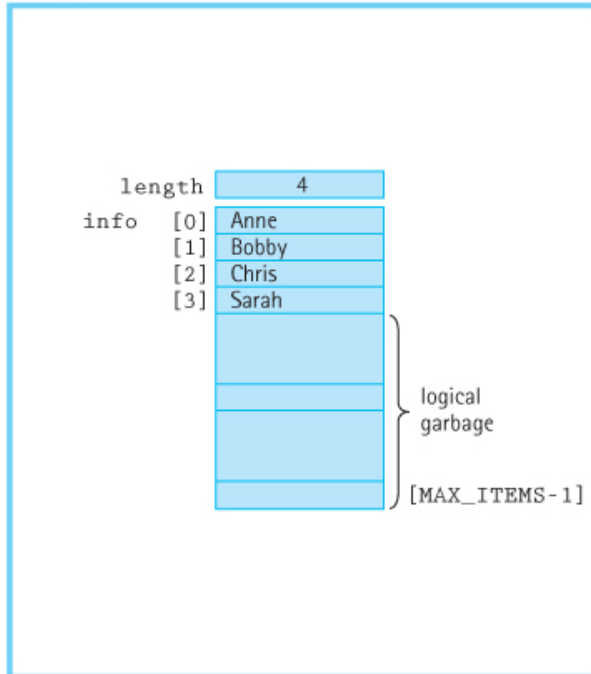 length 4
info [0] Anne
[1] Bobby
[2] Chris
[3] Sarah
logical
garbage
[MAX_ITEMS-1]